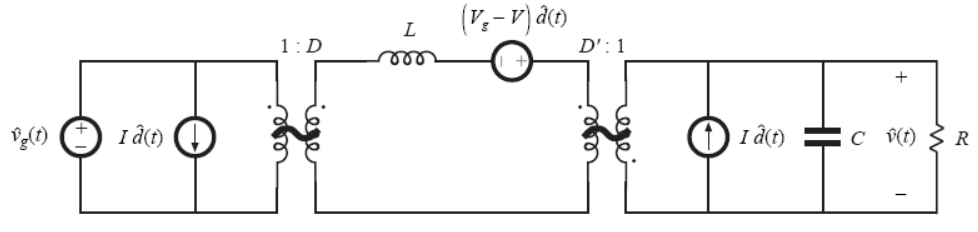 (V_g – V) d̂(t)
L
1 : D
D′ : 1
+
v̂_g(t)
+
–
I d̂(t)
+
I d̂(t)
C
v̂(t)
R
–